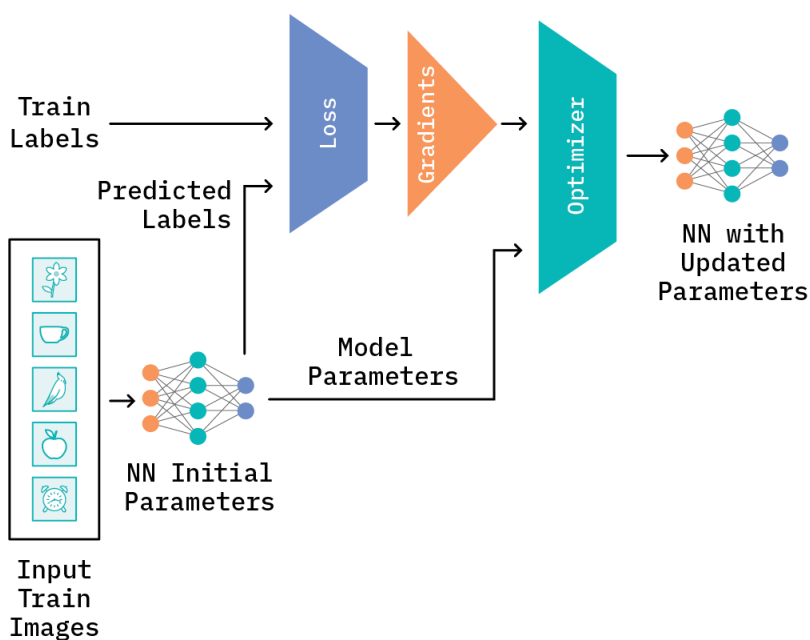 Train
Labels
Loss
Gradients
Optimizer
Predicted
Labels
NN with
Updated
Parameters
Model
Parameters
NN Initial
Parameters
Input
Train
Images